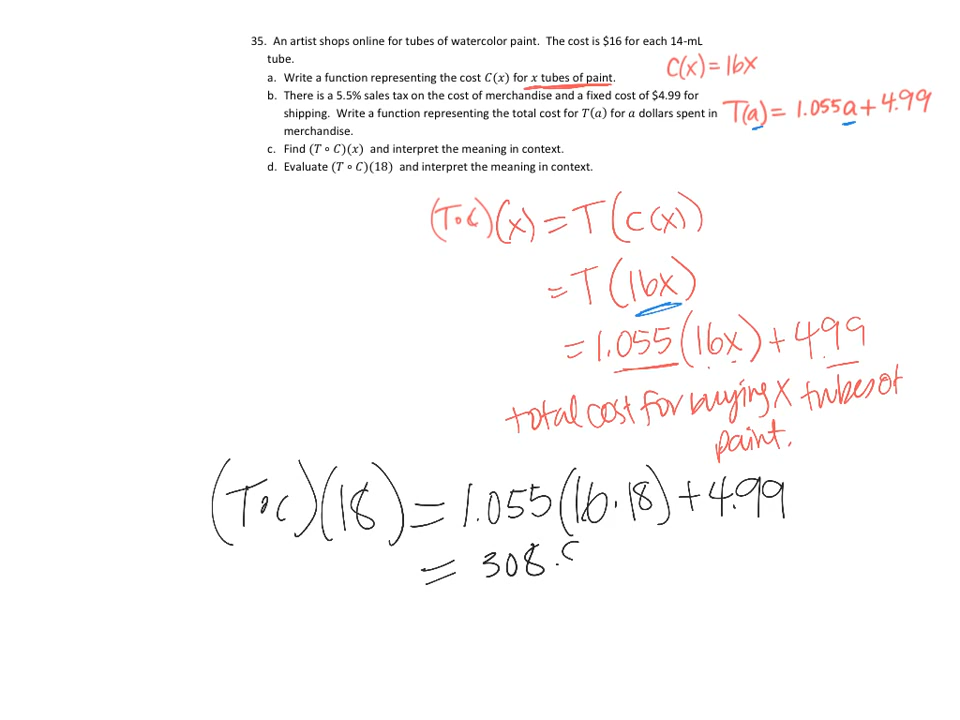 35. An artist shops online for tubes of watercolor paint. The cost is $16 for each 14-mL
tube.
a. Write a function representing the cost C(x) for x tubes of paint.
C(x) = 16x
b. There is a 5.5% sales tax on the cost of merchandise and a fixed cost of $4.99 for
shipping. Write a function representing the total cost for T(a) for a dollars spent in
merchandise.
T(a) = 1.055a + 4.99
c. Find (T ∘ C)(x) and interpret the meaning in context.
d. Evaluate (T ∘ C)(18) and interpret the meaning in context.
(T∘C)(x) = T(C(x))
= T(16x)
= 1.055(16x) + 4.99
total cost for buying x tubes of
paint.
(T∘C)(18) = 1.055(16·18) + 4.99
= 308.